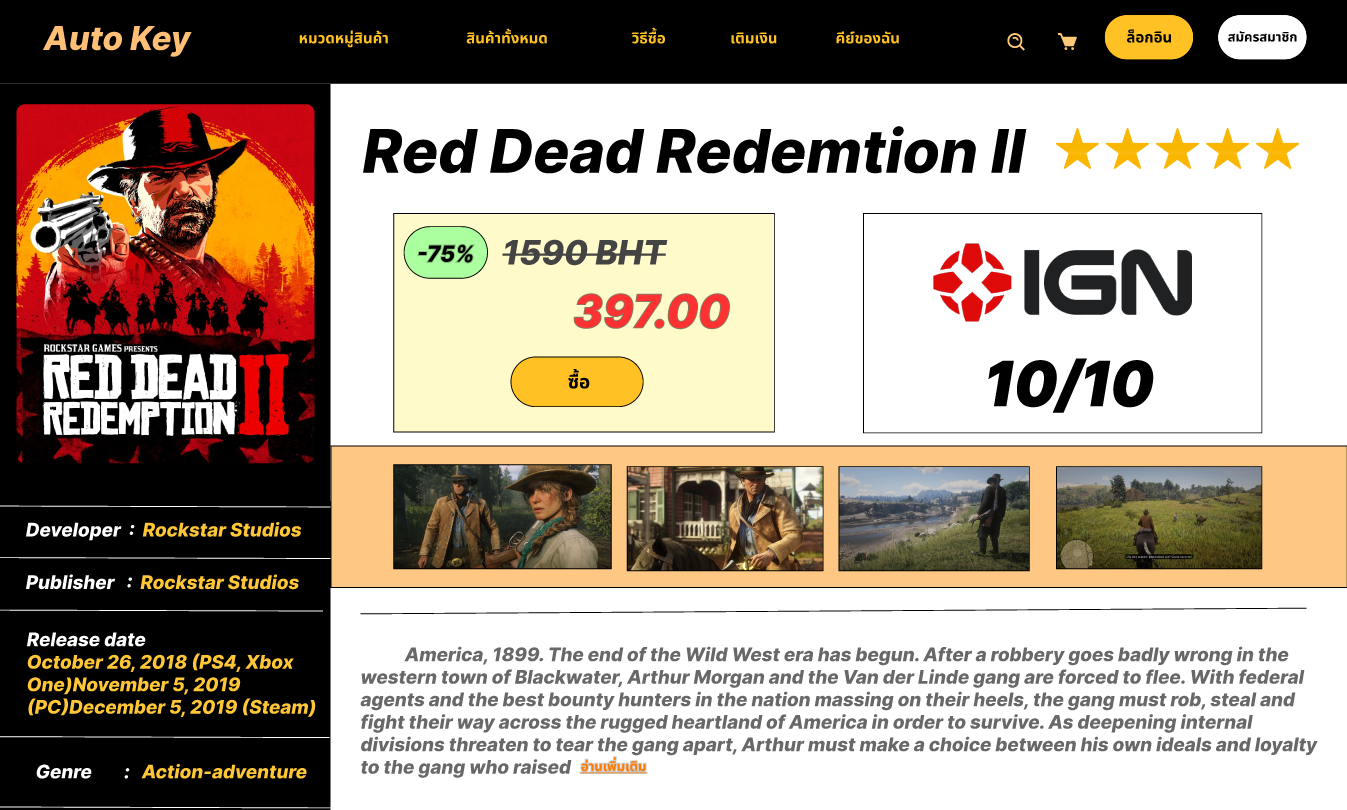 Auto Key
หมวดหมู่สินค้า
สินค้าทั้งหมด
วิธีซื้อ
เติมเงิน
คีย์ของฉัน
ล็อกอิน
สมัครสมาชิก
ROCKSTAR GAMES PRESENTS
RED DEAD
REDEMPTION II
Developer : Rockstar Studios
Publisher : Rockstar Studios
Release date
October 26, 2018 (PS4, Xbox
One)November 5, 2019
(PC)December 5, 2019 (Steam)
Genre : Action-adventure
Red Dead Redemtion II
-75% 1590 BHT
397.00
ซื้อ
IGN
10/10
America, 1899. The end of the Wild West era has begun. After a robbery goes badly wrong in the
western town of Blackwater, Arthur Morgan and the Van der Linde gang are forced to flee. With federal
agents and the best bounty hunters in the nation massing on their heels, the gang must rob, steal and
fight their way across the rugged heartland of America in order to survive. As deepening internal
divisions threaten to tear the gang apart, Arthur must make a choice between his own ideals and loyalty
to the gang who raised อ่านเพิ่มเติม